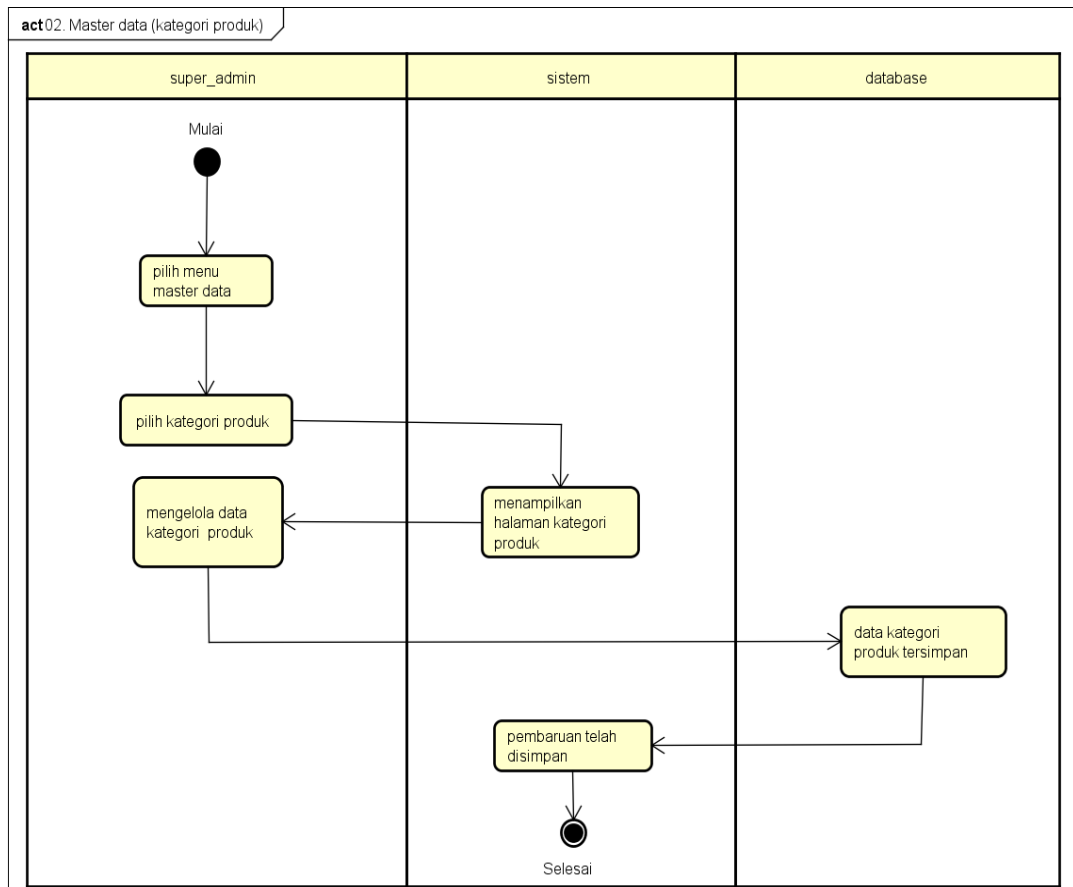 act 02. Master data (kategori produk)
super_admin
sistem
database
Mulai
pilih menu
master data
pilih kategori produk
menampilkan
halaman kategori
produk
mengelola data
kategori produk
data kategori
produk tersimpan
pembaruan telah
disimpan
Selesai